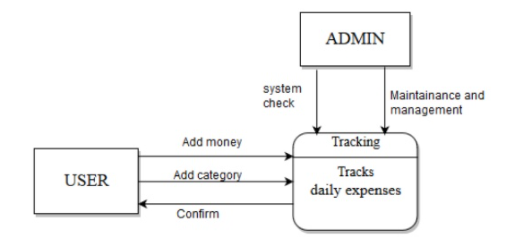 ADMIN
system
check
Maintainance and
management
Add money
Tracking
USER
Add category
Tracks
daily expenses
Confirm